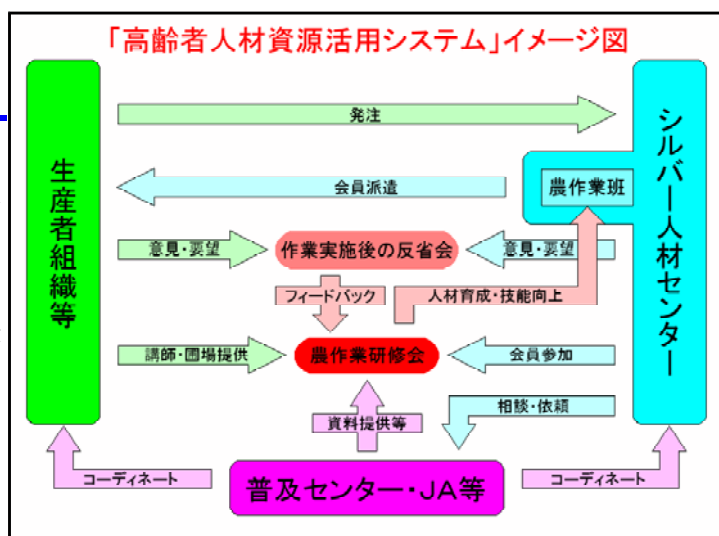 「高齢者人材資源活用システム」イメージ図
発注
生産者組織等
シルバー人材センター
会員派遣
農作業班
意見・要望
作業実施後の反省会
意見・要望
フィードバック
人材育成・技能向上
講師・圃場提供
農作業研修会
会員参加
資料提供等
相談・依頼
コーディネート
普及センター・JA等
コーディネート